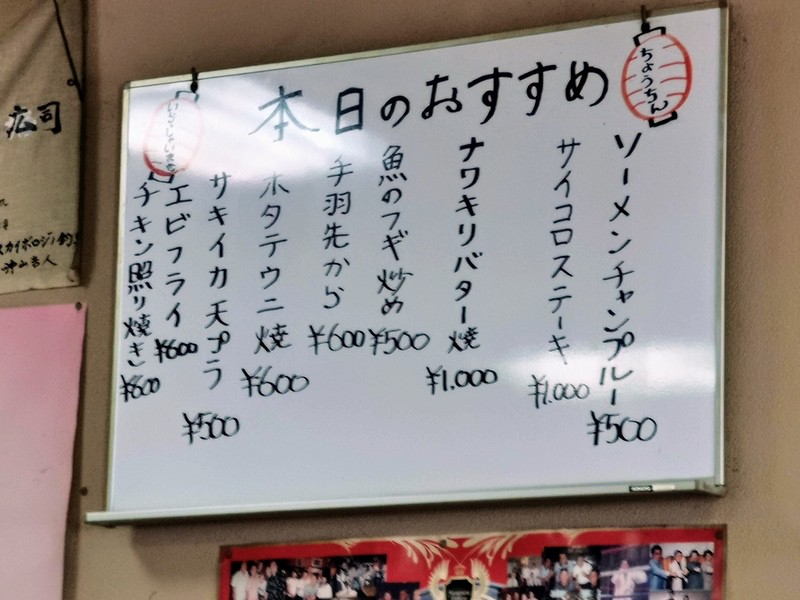 本日のおすすめ
ちょうちん
ソーメンチャンプルー
¥500
サイコロステーキ
¥1.000
ナワキリバター焼
¥1.000
魚のフギ炒め
¥500
手羽先から
¥600
ホタテウニ焼
¥600
サキイカ天プラ
¥500
エビフライ
¥600
チキン照り焼き
¥600
広司